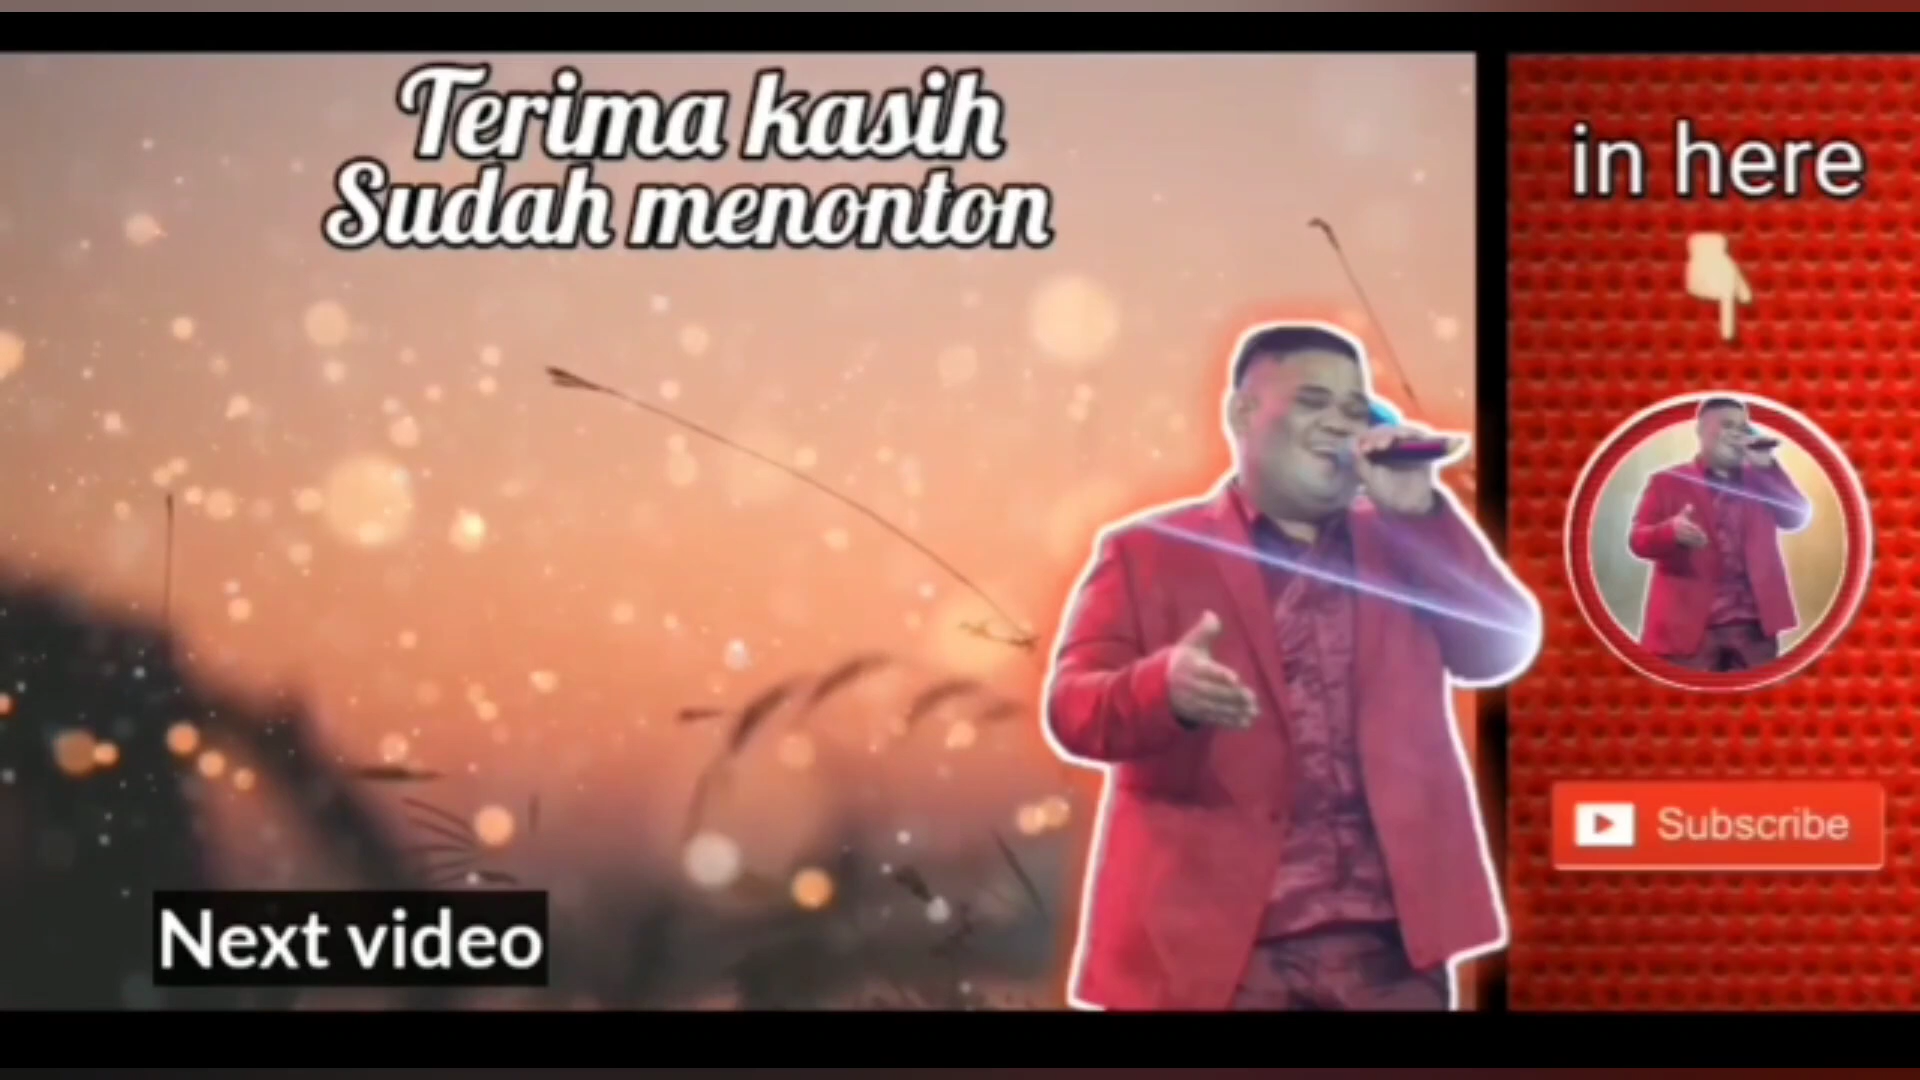 Terima kasih
Sudah menonton
in here
Subscribe
Next video